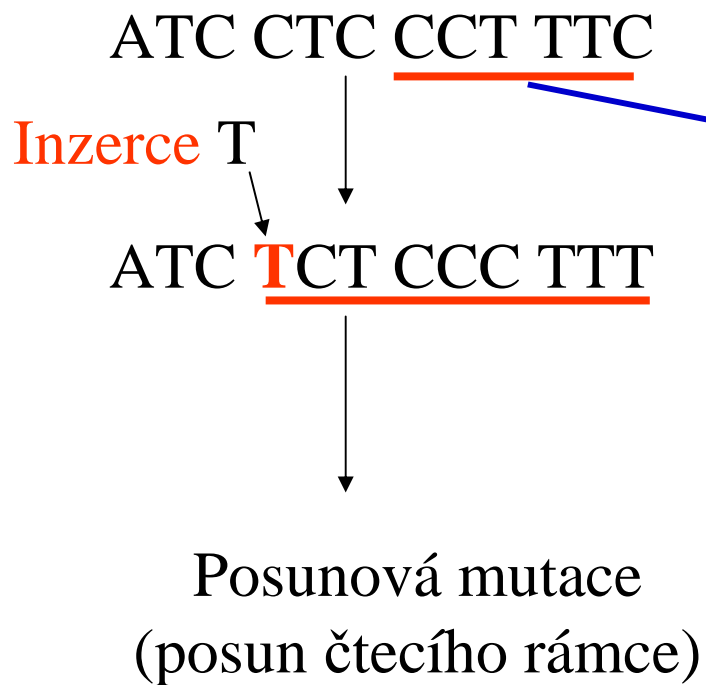 ATC CTC CCT TTC
Inzerce T
ATC TCT CCC TTT
Posunová mutace
(posun čtecího rámce)